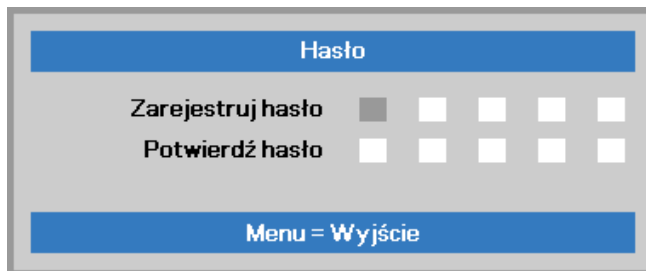 Hasło
Zarejestruj hasło
Potwierdź hasło
Menu = Wyjście